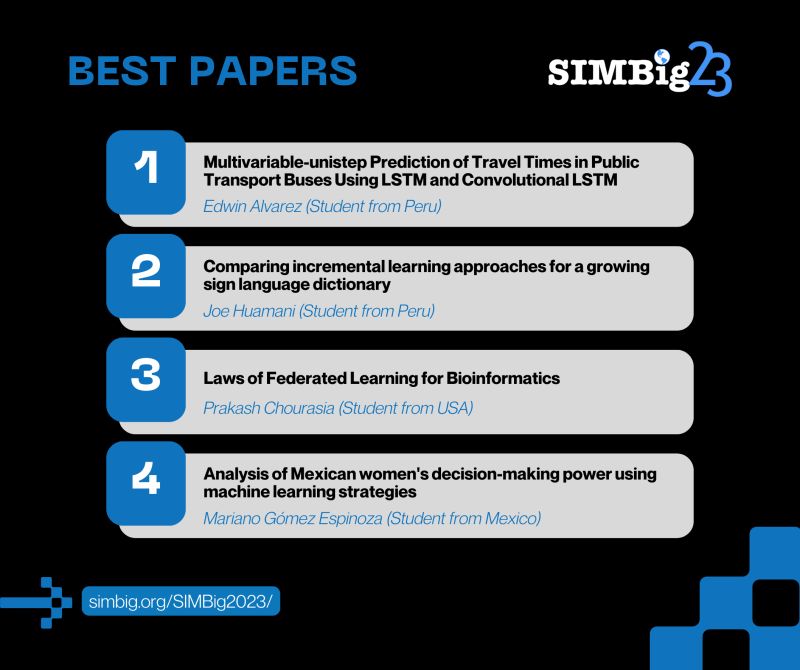 BEST PAPERS
SIMBig23
1
Multivariable-unistep Prediction of Travel Times in Public
Transport Buses Using LSTM and Convolutional LSTM
Edwin Alvarez (Student from Peru)
2
Comparing incremental learning approaches for a growing
sign language dictionary
Joe Huamani (Student from Peru)
3
Laws of Federated Learning for Bioinformatics
Prakash Chourasia (Student from USA)
4
Analysis of Mexican women's decision-making power using
machine learning strategies
Mariano Gómez Espinoza (Student from Mexico)
simbig.org/SIMBig2023/